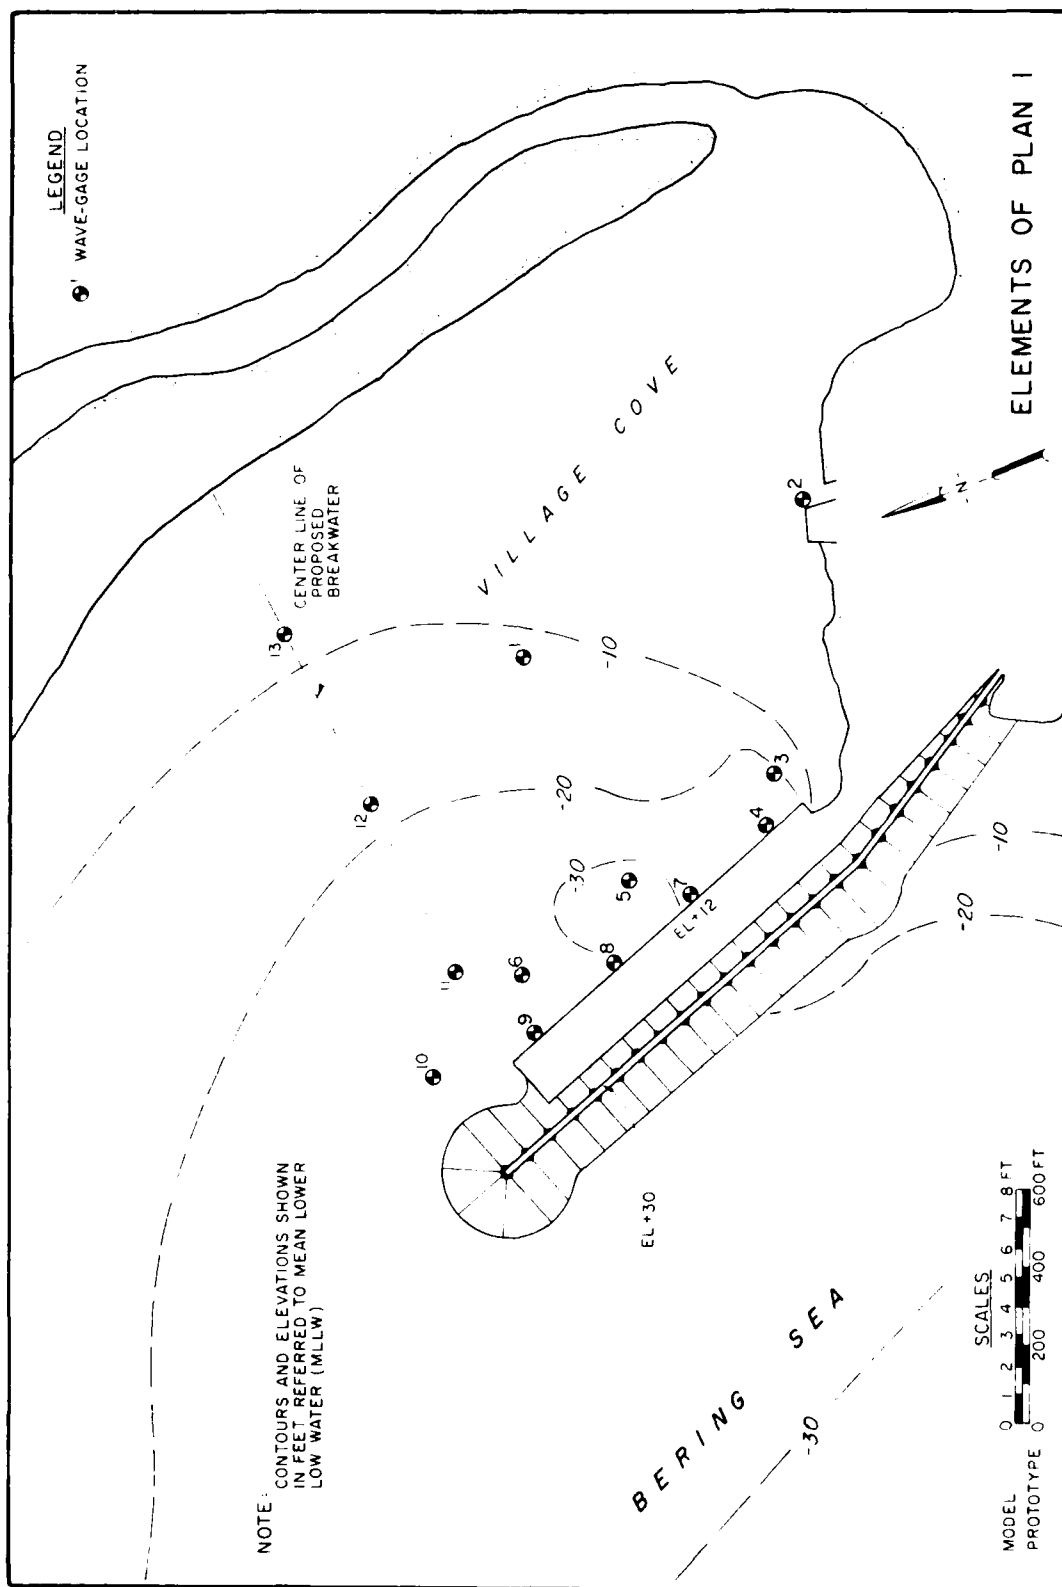 LEGEND
1 WAVE-GAGE LOCATION
NOTE: CONTOURS AND ELEVATIONS SHOWN
IN FEET REFERRED TO MEAN LOWER
LOW WATER (MLLW)
CENTER LINE OF
PROPOSED
BREAKWATER
13
12
11
10
9
8
7
6
5
4
3
2
1
VILLAGE COVE
-10
-20
-30
EL +12
EL +30
-10
-20
BERING SEA
-30
N
SCALES
MODEL 0 1 2 3 4 5 6 7 8 FT
PROTOTYPE 0 200 400 600 FT
ELEMENTS OF PLAN 1